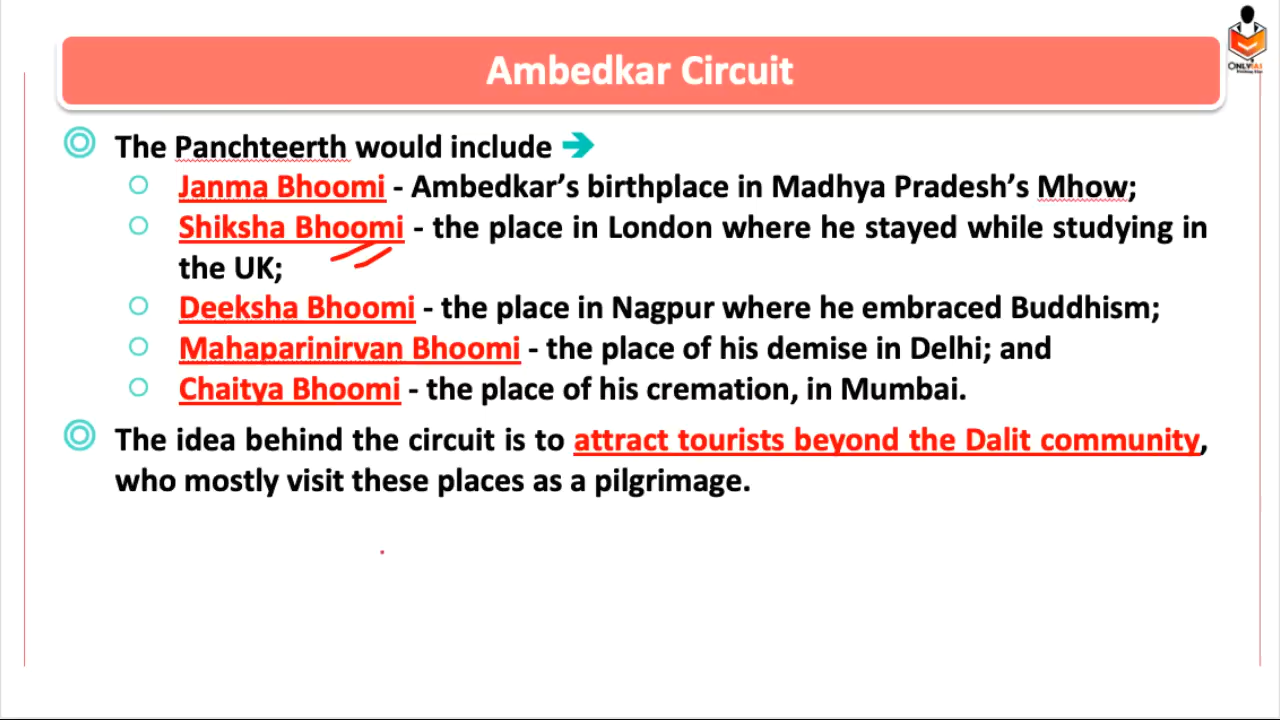 Ambedkar Circuit
ONLYIAS
The Panchteerth would include
Janma Bhoomi - Ambedkar's birthplace in Madhya Pradesh's Mhow;
Shiksha Bhoomi - the place in London where he stayed while studying in
the UK;
Deeksha Bhoomi - the place in Nagpur where he embraced Buddhism;
Mahaparinirvan Bhoomi - the place of his demise in Delhi; and
Chaitya Bhoomi - the place of his cremation, in Mumbai.
The idea behind the circuit is to attract tourists beyond the Dalit community,
who mostly visit these places as a pilgrimage.